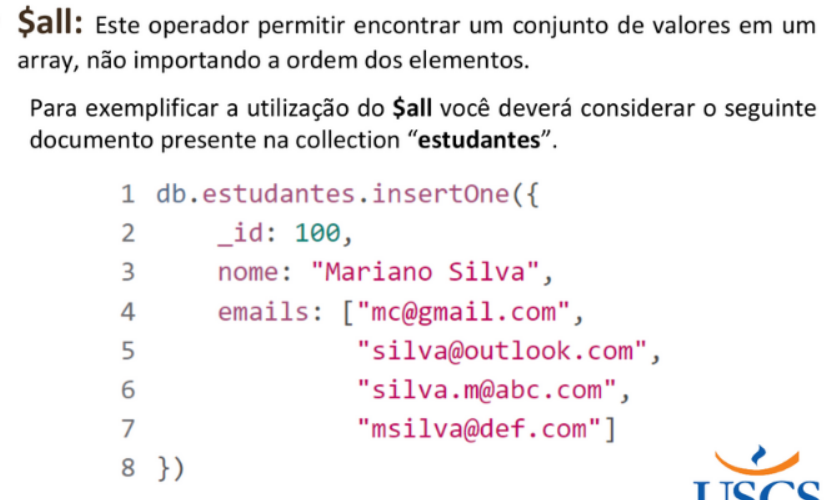 $all: Este operador permitir encontrar um conjunto de valores em um
array, não importando a ordem dos elementos.
Para exemplificar a utilização do $all você deverá considerar o seguinte
documento presente na collection “estudantes”.
1 db.estudantes.insertOne({
2 _id: 100,
3 nome: "Mariano Silva",
4 emails: ["mc@gmail.com",
5 "silva@outlook.com",
6 "silva.m@abc.com",
7 "msilva@def.com"]
8 })
USCS